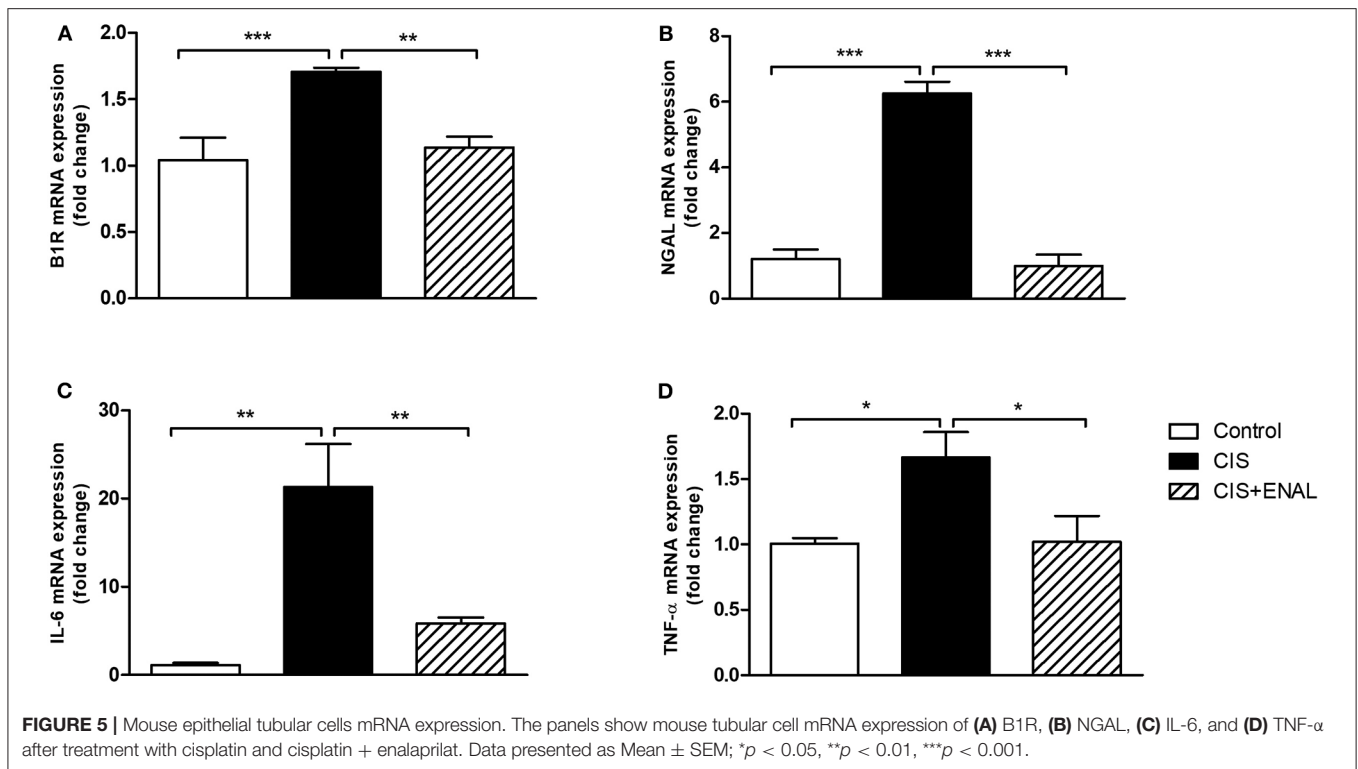 A
B1R mRNA expression
(fold change)
2.0
1.5
1.0
0.5
0.0
***
**
B
NGAL mRNA expression
(fold change)
8
6
4
2
0
***
***
C
IL-6 mRNA expression
(fold change)
30
20
10
0
**
**
D
TNF-α mRNA expression
(fold change)
2.0
1.5
1.0
0.5
0.0
*
*
Control
CIS
CIS+ENAL
FIGURE 5 | Mouse epithelial tubular cells mRNA expression. The panels show mouse tubular cell mRNA expression of (A) B1R, (B) NGAL, (C) IL-6, and (D) TNF-α
after treatment with cisplatin and cisplatin + enalaprilat. Data presented as Mean ± SEM; *p < 0.05, **p < 0.01, ***p < 0.001.